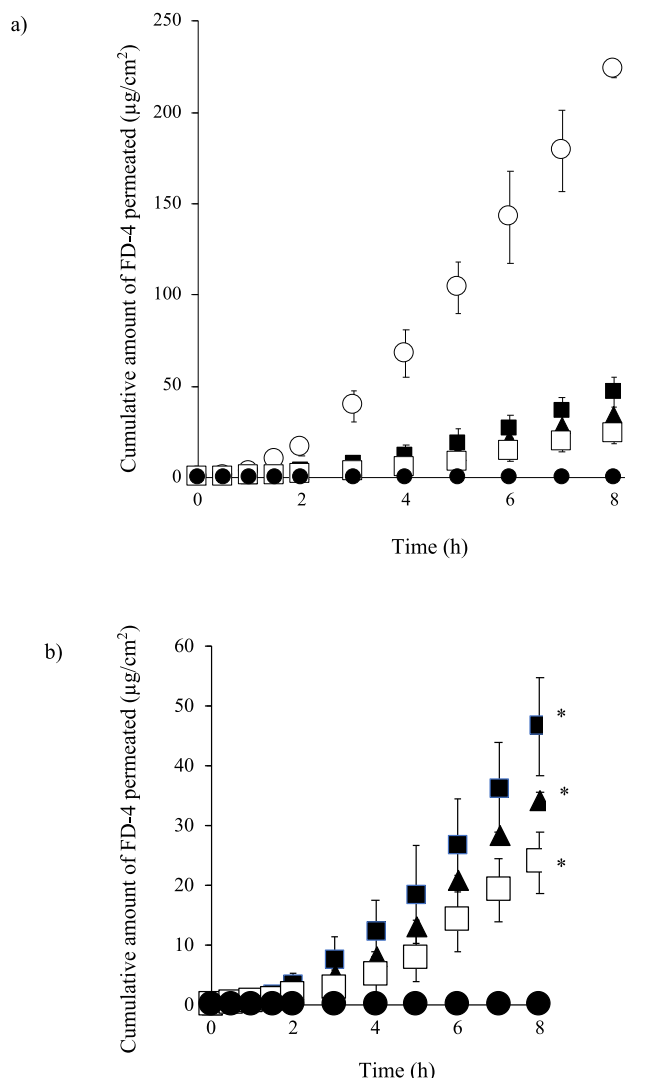 a)
Cumulative amount of FD-4 permeated (µg/cm²)
250
200
150
100
50
0
0 2 4 6 8
Time (h)
b)
Cumulative amount of FD-4 permeated (µg/cm²)
60
50
40
30
20
10
0
*
*
*
0 2 4 6 8
Time (h)